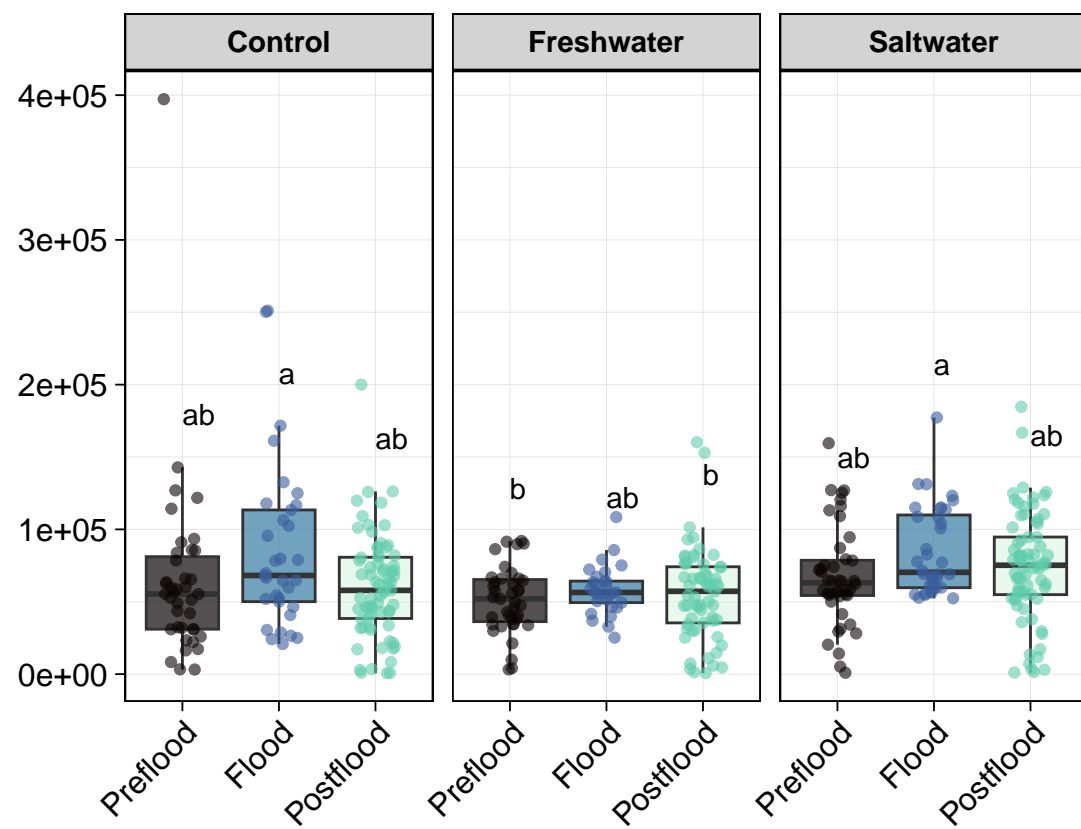 Control Freshwater Saltwater
4e+05
3e+05
2e+05
1e+05
0e+00
ab a ab b ab b ab a ab
Preflood Flood Postflood Preflood Flood Postflood Preflood Flood Postflood